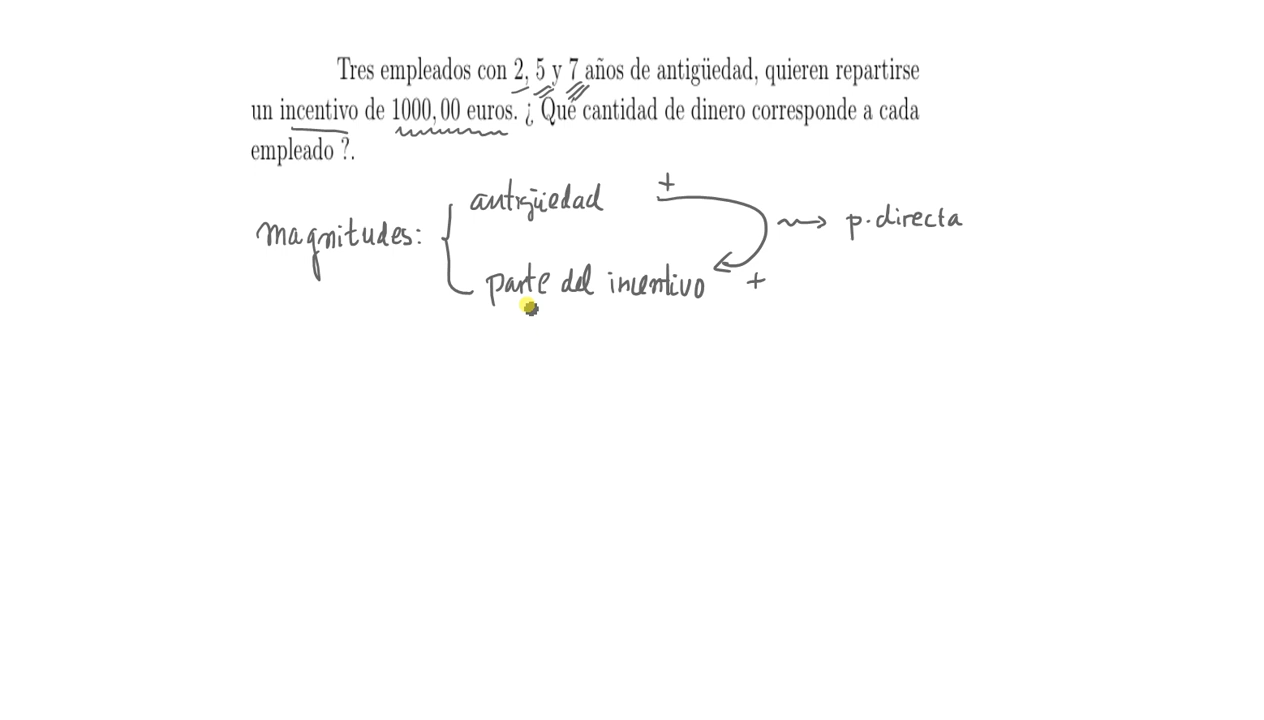 Tres empleados con 2, 5 y 7 años de antigüedad, quieren repartirse
un incentivo de 1000,00 euros. ¿ Qué cantidad de dinero corresponde a cada
empleado ?.
antigüedad +
magnitudes: { → p. directa
parte del incentivo +